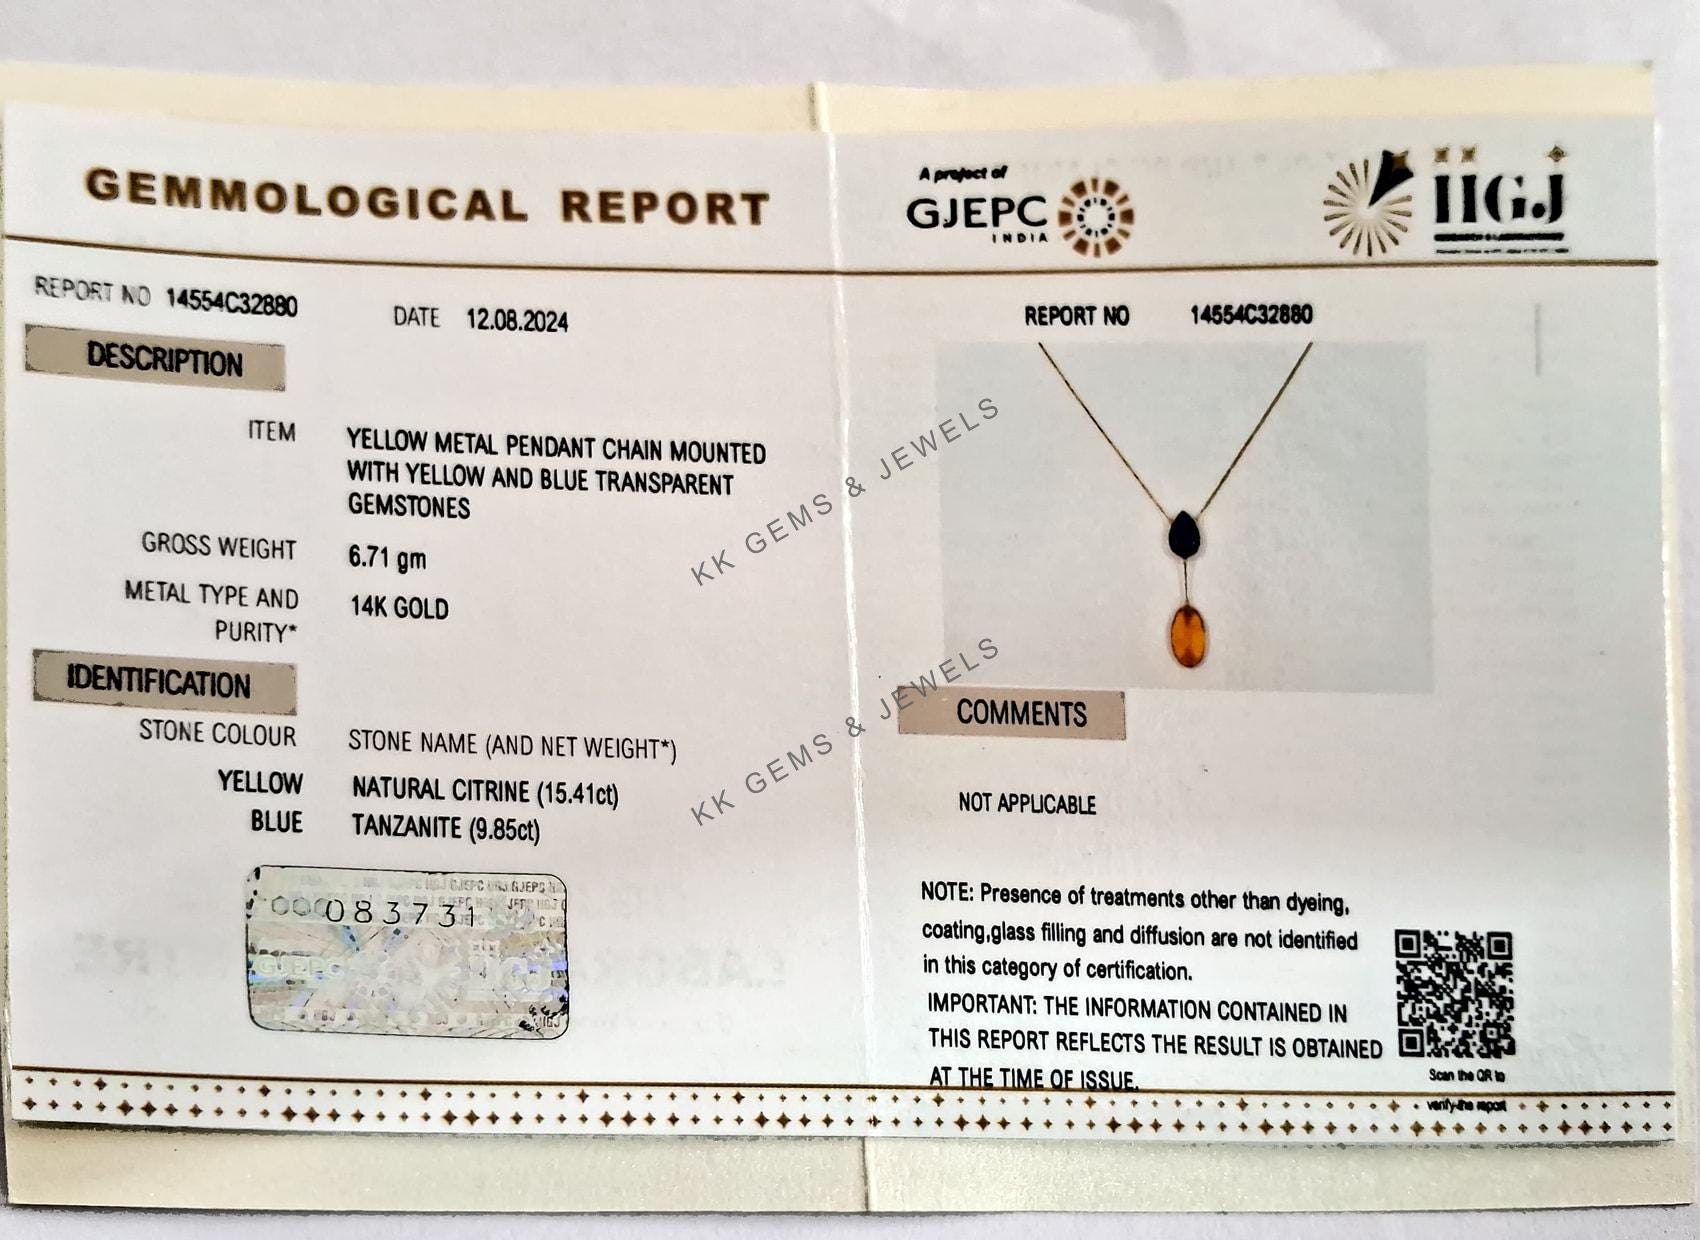 GEMMOLOGICAL REPORT
REPORT NO 14554C32880
DATE 12.08.2024
DESCRIPTION
ITEM YELLOW METAL PENDANT CHAIN MOUNTED
WITH YELLOW AND BLUE TRANSPARENT
GEMSTONES
GROSS WEIGHT 6.71 gm
METAL TYPE AND 14K GOLD
PURITY*
IDENTIFICATION
STONE COLOUR STONE NAME (AND NET WEIGHT*)
YELLOW NATURAL CITRINE (15.41ct)
BLUE TANZANITE (9.85ct)
000083731
GJEPC
IIGJ
A project of
GJEPC
INDIA
IIGJ
REPORT NO 14554C32880
KK GEMS & JEWELS
KK GEMS & JEWELS
COMMENTS
NOT APPLICABLE
NOTE: Presence of treatments other than dyeing,
coating,glass filling and diffusion are not identified
in this category of certification.
IMPORTANT: THE INFORMATION CONTAINED IN
THIS REPORT REFLECTS THE RESULT IS OBTAINED
AT THE TIME OF ISSUE.
Scan the QR to
verify-the report